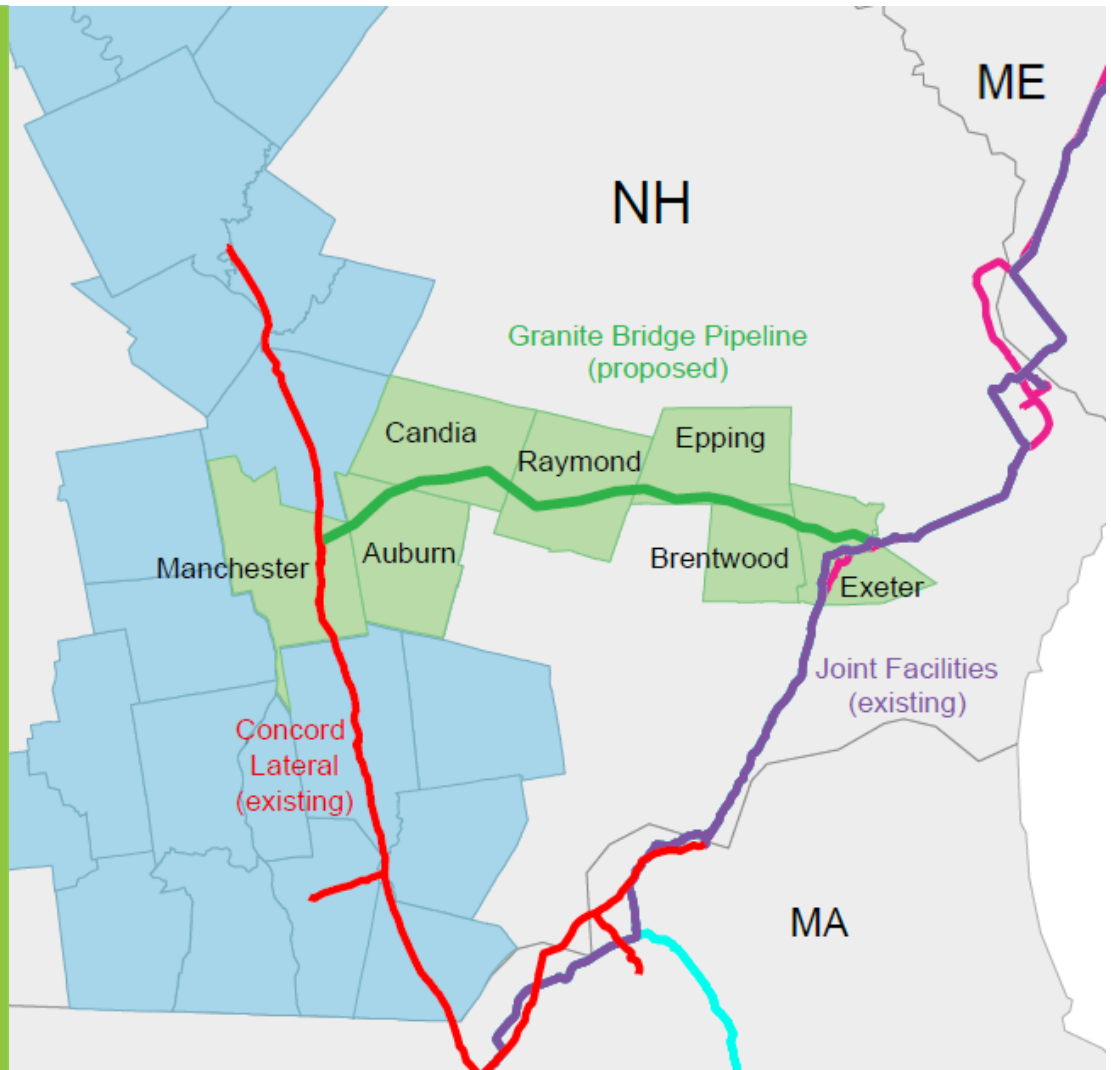 ME
NH
Granite Bridge Pipeline
(proposed)
Candia
Raymond
Epping
Manchester
Auburn
Brentwood
Exeter
Joint Facilities
(existing)
Concord
Lateral
(existing)
MA